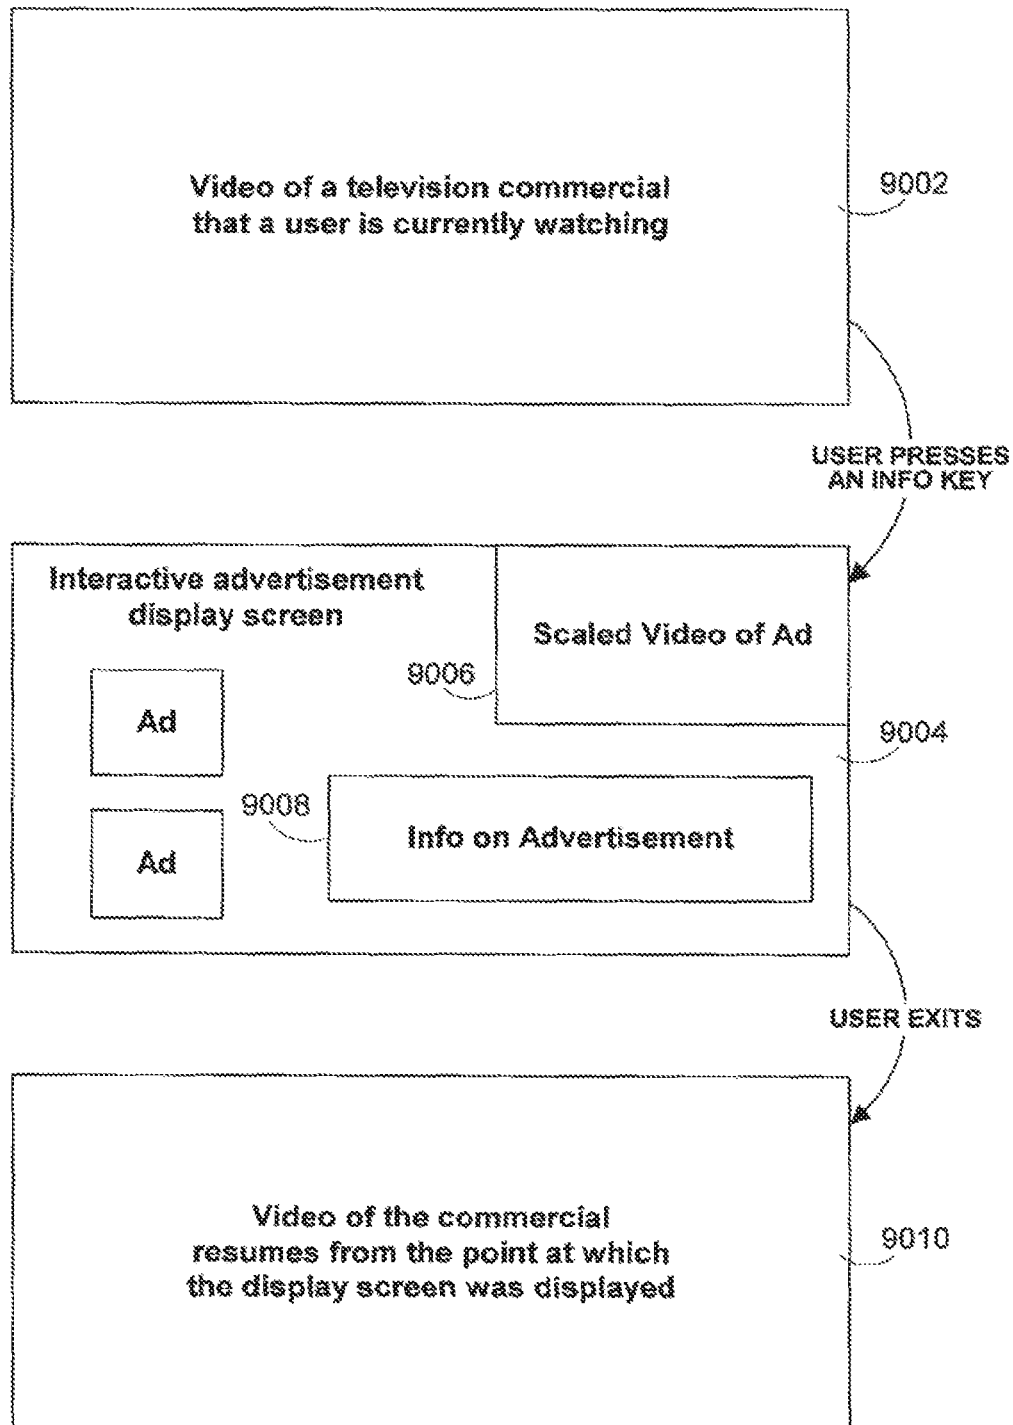 Video of a television commercial
that a user is currently watching
9002
USER PRESSES
AN INFO KEY
Interactive advertisement
display screen
Scaled Video of Ad
9006
Ad
9004
9008
Info on Advertisement
Ad
USER EXITS
Video of the commercial
resumes from the point at which
the display screen was displayed
9010